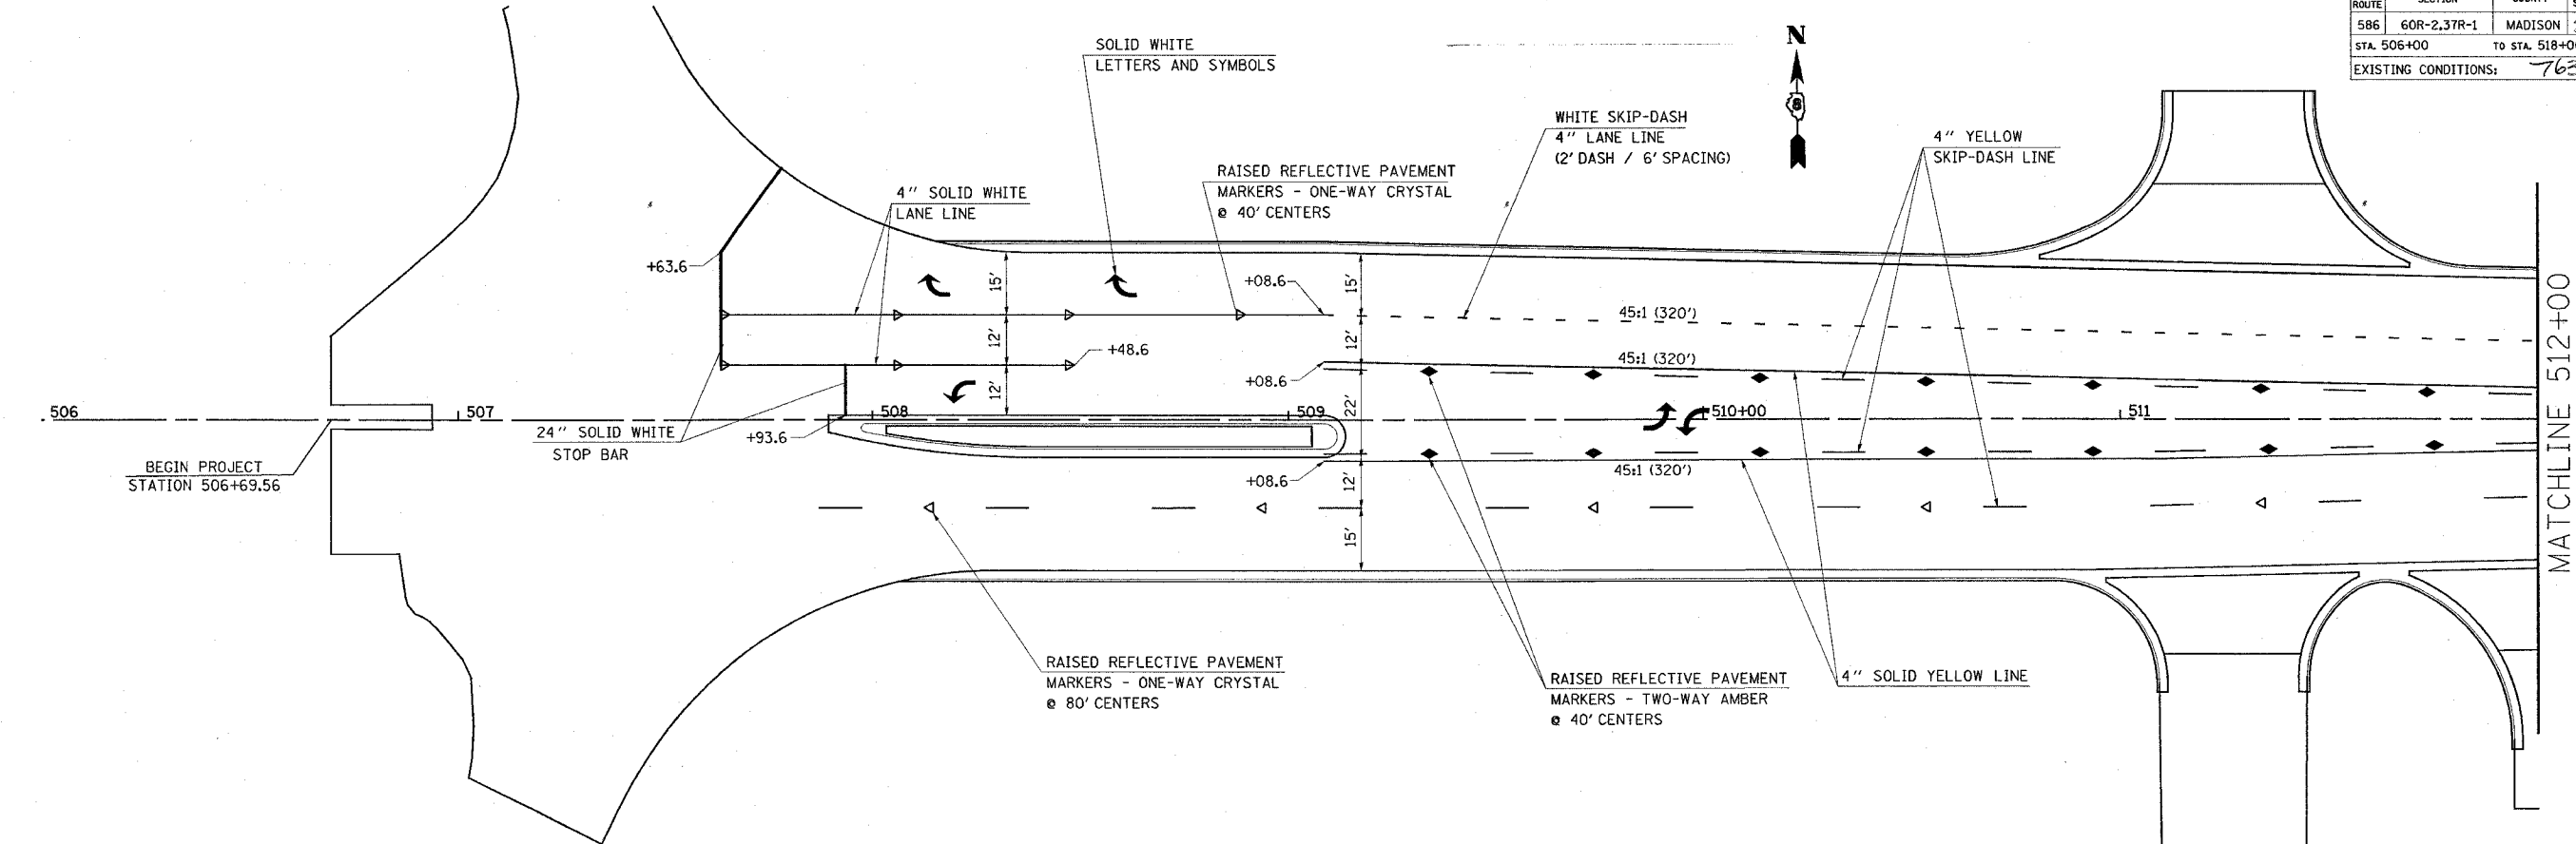 ROUTE SECTION COUNTY
586 60R-2,37R-1 MADISON
STA. 506+00 TO STA. 518+0
EXISTING CONDITIONS: 763
N
8
SOLID WHITE
LETTERS AND SYMBOLS
WHITE SKIP-DASH
4" LANE LINE
(2' DASH / 6' SPACING)
4" YELLOW
SKIP-DASH LINE
RAISED REFLECTIVE PAVEMENT
MARKERS - ONE-WAY CRYSTAL
@ 40' CENTERS
4" SOLID WHITE
LANE LINE
+63.6
15'
+08.6
15'
45:1 (320')
12'
12'
+48.6
45:1 (320')
+08.6
12'
22'
506
507
508
509
510+00
511
24" SOLID WHITE
STOP BAR
+93.6
BEGIN PROJECT
STATION 506+69.56
45:1 (320')
+08.6
12'
15'
MATCHLINE 512+00
RAISED REFLECTIVE PAVEMENT
MARKERS - ONE-WAY CRYSTAL
@ 80' CENTERS
RAISED REFLECTIVE PAVEMENT
MARKERS - TWO-WAY AMBER
@ 40' CENTERS
4" SOLID YELLOW LINE